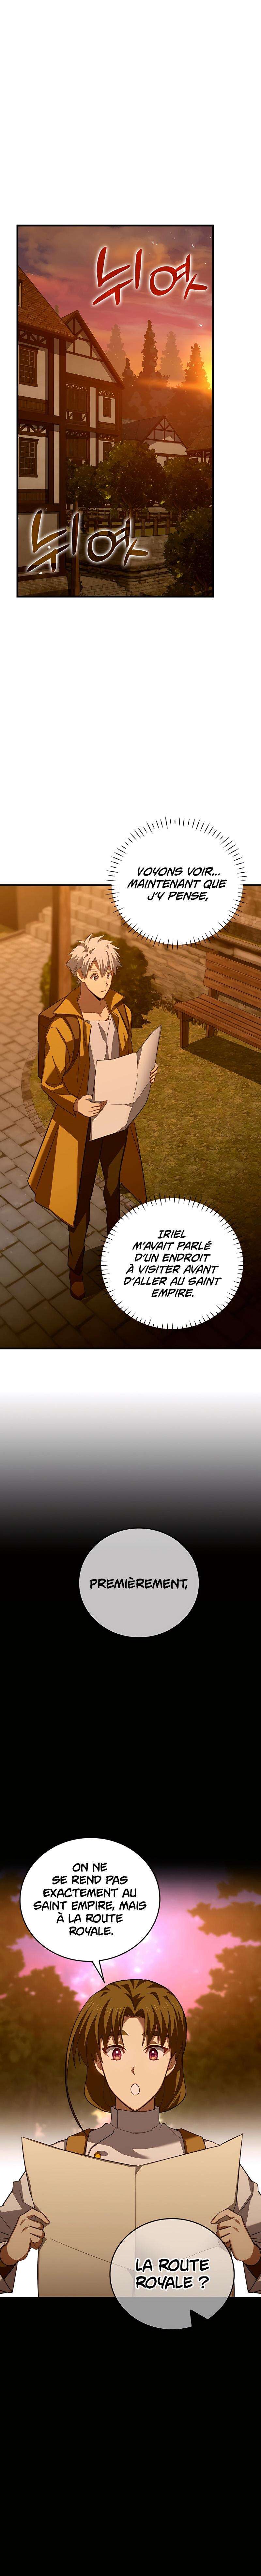 뉘엿
뉘엿
VOYONS VOIR...
MAINTENANT QUE
J'Y PENSE,
IRIEL
M'AVAIT PARLÉ
D'UN ENDROIT
À VISITER AVANT
D'ALLER AU SAINT
EMPIRE.
PREMIÈREMENT,
ON NE
SE REND PAS
EXACTEMENT AU
SAINT EMPIRE, MAIS
À LA ROUTE
ROYALE.
LA ROUTE
ROYALE ?